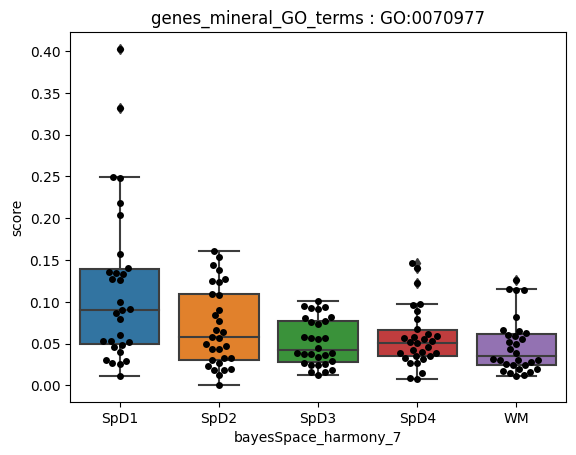 genes_mineral_GO_terms : GO:0070977
0.40
0.35
0.30
0.25
0.20
0.15
0.10
0.05
0.00
score
SpD1 SpD2 SpD3 SpD4 WM
bayesSpace_harmony_7